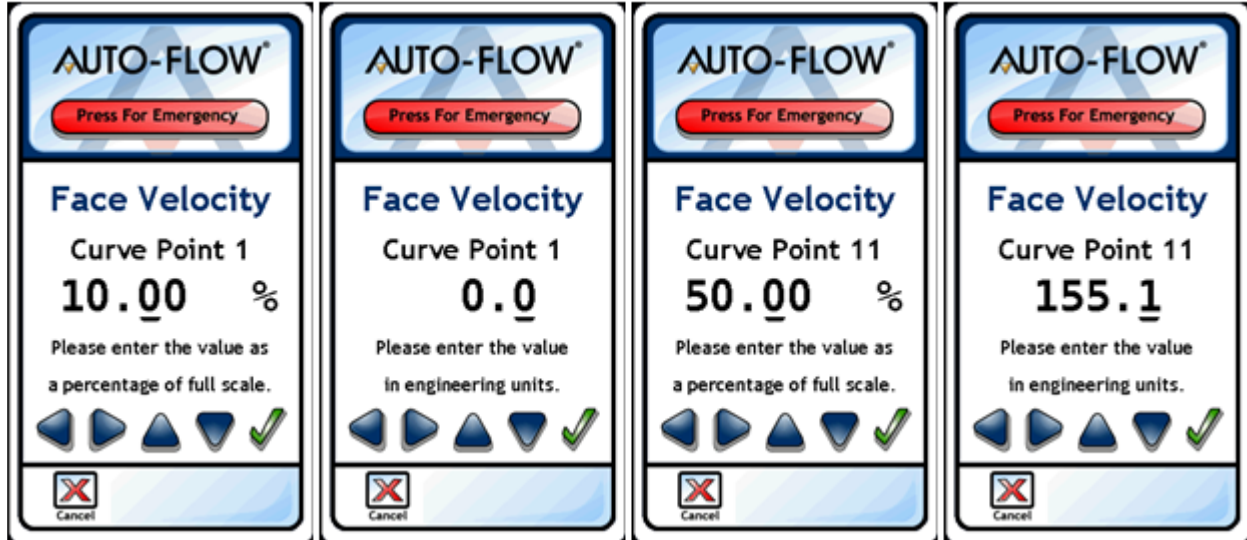 AUTO-FLOW®
Press For Emergency
Face Velocity
Curve Point 1
10.00 %
Please enter the value as
a percentage of full scale.
Cancel
AUTO-FLOW®
Press For Emergency
Face Velocity
Curve Point 1
0.0
Please enter the value
in engineering units.
Cancel
AUTO-FLOW®
Press For Emergency
Face Velocity
Curve Point 11
50.00 %
Please enter the value as
a percentage of full scale.
Cancel
AUTO-FLOW®
Press For Emergency
Face Velocity
Curve Point 11
155.1
Please enter the value
in engineering units.
Cancel